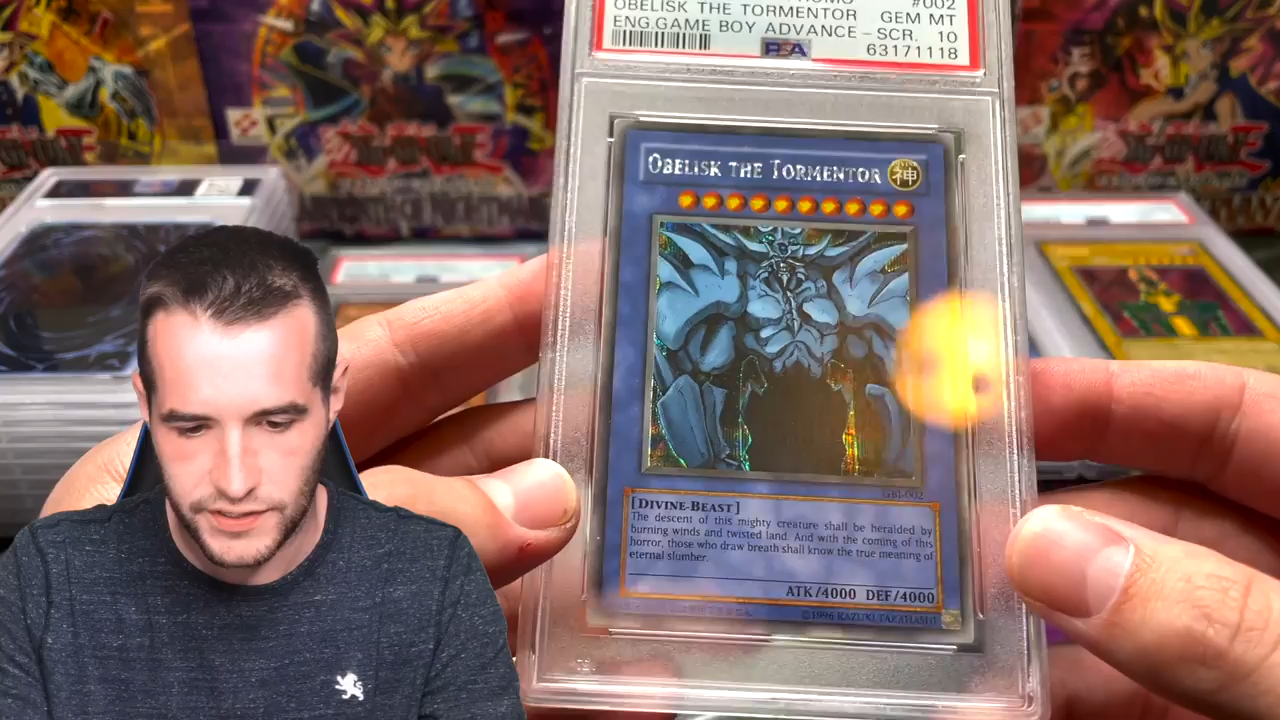 #002
OBELISK THE TORMENTOR GEM MT
ENG.GAME BOY ADVANCE-SCR. 10
PSA 63171118
OBELISK THE TORMENTOR 神
GBI-002
[DIVINE-BEAST]
The descent of this mighty creature shall be heralded by
burning winds and twisted land. And with the coming of this
horror, those who draw breath shall know the true meaning of
eternal slumber.
ATK/4000 DEF/4000
©1996 KAZUKI TAKAHASHI